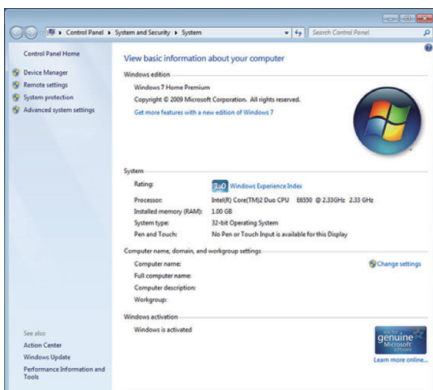 Control Panel ▸ System and Security ▸ System
Search Control Panel
Control Panel Home
Device Manager
Remote settings
System protection
Advanced system settings
See also
Action Center
Windows Update
Performance Information and
Tools
View basic information about your computer
Windows edition
Windows 7 Home Premium
Copyright © 2009 Microsoft Corporation. All rights reserved.
Get more features with a new edition of Windows 7
System
Rating:
3.0 Windows Experience Index
Processor: Intel(R) Core(TM)2 Duo CPU E6550 @ 2.33GHz 2.33 GHz
Installed memory (RAM): 1.00 GB
System type: 32-bit Operating System
Pen and Touch: No Pen or Touch Input is available for this Display
Computer name, domain, and workgroup settings
Computer name:
Change settings
Full computer name:
Computer description:
Workgroup:
Windows activation
Windows is activated
genuine
Microsoft
software
Learn more online...